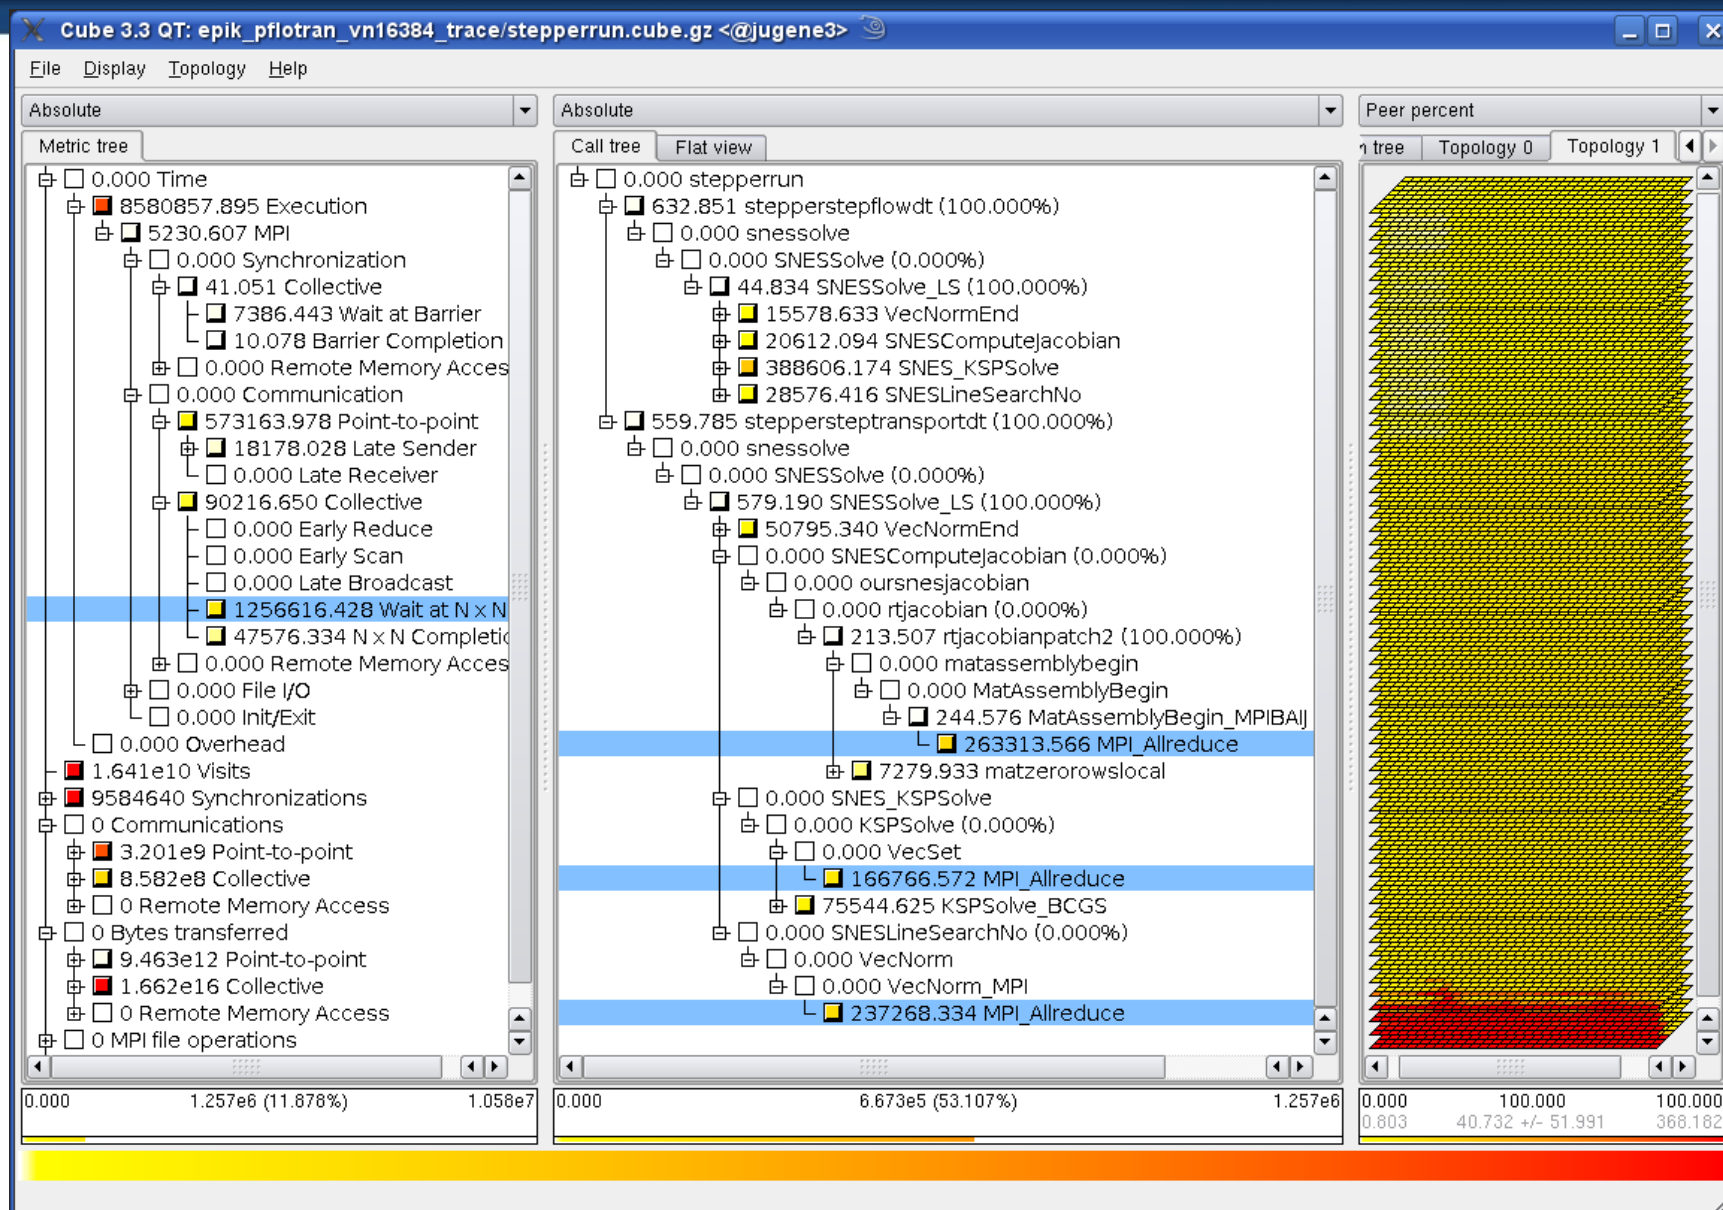 Cube 3.3 QT: epik_pflotran_vn16384_trace/stepperrun.cube.gz <@jugene3>
File Display Topology Help
Absolute
Metric tree
0.000 Time
8580857.895 Execution
5230.607 MPI
0.000 Synchronization
41.051 Collective
7386.443 Wait at Barrier
10.078 Barrier Completion
0.000 Remote Memory Acces
0.000 Communication
573163.978 Point-to-point
18178.028 Late Sender
0.000 Late Receiver
90216.650 Collective
0.000 Early Reduce
0.000 Early Scan
0.000 Late Broadcast
1256616.428 Wait at N x N
47576.334 N x N Completic
0.000 Remote Memory Acces
0.000 File I/O
0.000 Init/Exit
0.000 Overhead
1.641e10 Visits
9584640 Synchronizations
0 Communications
3.201e9 Point-to-point
8.582e8 Collective
0 Remote Memory Access
0 Bytes transferred
9.463e12 Point-to-point
1.662e16 Collective
0 Remote Memory Access
0 MPI file operations
0.000 1.257e6 (11.878%) 1.058e7
Absolute
Call tree Flat view
0.000 stepperrun
632.851 stepperstepflowdt (100.000%)
0.000 snessolve
0.000 SNESSolve (0.000%)
44.834 SNESSolve_LS (100.000%)
15578.633 VecNormEnd
20612.094 SNESComputeJacobian
388606.174 SNES_KSPSolve
28576.416 SNESLineSearchNo
559.785 steppersteptransportdt (100.000%)
0.000 snessolve
0.000 SNESSolve (0.000%)
579.190 SNESSolve_LS (100.000%)
50795.340 VecNormEnd
0.000 SNESComputeJacobian (0.000%)
0.000 oursnesjacobian
0.000 rtjacobian (0.000%)
213.507 rtjacobianpatch2 (100.000%)
0.000 matassemblybegin
0.000 MatAssemblyBegin
244.576 MatAssemblyBegin_MPIBAIJ
263313.566 MPI_Allreduce
7279.933 matzerorowslocal
0.000 SNES_KSPSolve
0.000 KSPSolve (0.000%)
0.000 VecSet
166766.572 MPI_Allreduce
75544.625 KSPSolve_BCGS
0.000 SNESLineSearchNo (0.000%)
0.000 VecNorm
0.000 VecNorm_MPI
237268.334 MPI_Allreduce
0.000 6.673e5 (53.107%) 1.257e6
Peer percent
tree Topology 0 Topology 1
0.000 100.000 100.000
0.803 40.732 +/- 51.991 368.182